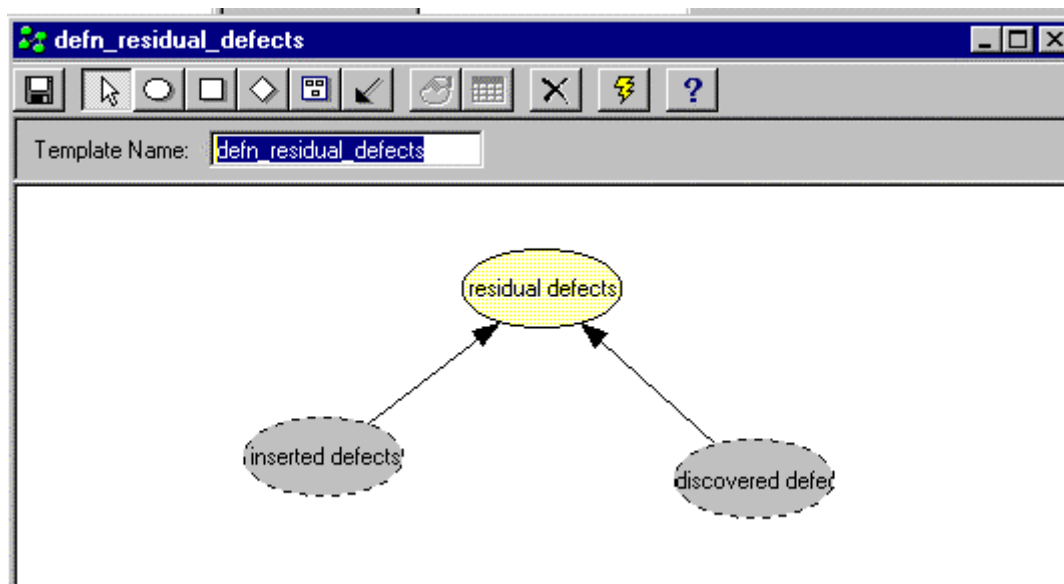 defn_residual_defects
?
Template Name: defn_residual_defects
residual defects
inserted defects
discovered defec